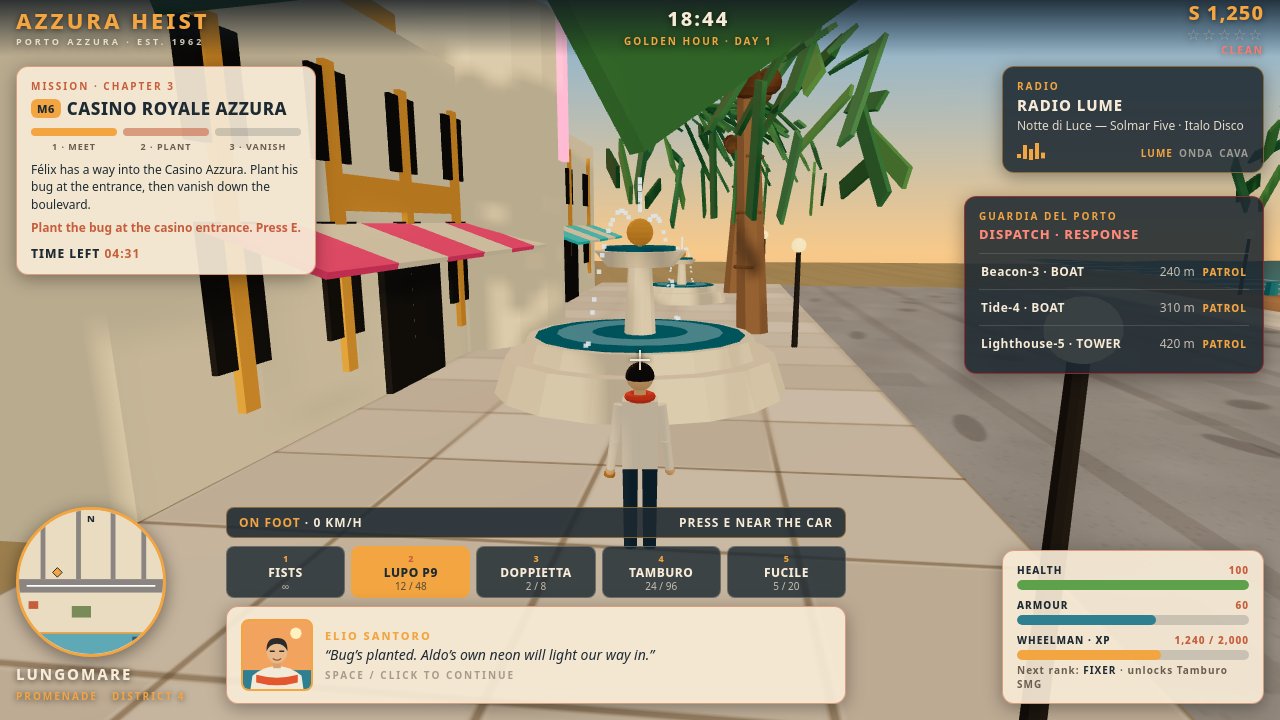 AZZURA HEIST
PORTO AZZURA · EST. 1962
18:44
GOLDEN HOUR · DAY 1
S 1,250
☆☆☆☆☆
CLEAN
MISSION · CHAPTER 3
M6 CASINO ROYALE AZZURA
1 · MEET 2 · PLANT 3 · VANISH
Félix has a way into the Casino Azzura. Plant his
bug at the entrance, then vanish down the
boulevard.
Plant the bug at the casino entrance. Press E.
TIME LEFT 04:31
RADIO
RADIO LUME
Notte di Luce — Solmar Five · Italo Disco
LUME ONDA CAVA
GUARDIA DEL PORTO
DISPATCH · RESPONSE
Beacon-3 · BOAT 240 m PATROL
Tide-4 · BOAT 310 m PATROL
Lighthouse-5 · TOWER 420 m PATROL
N
LUNGOMARE
PROMENADE DISTRICT 4
ON FOOT · 0 KM/H PRESS E NEAR THE CAR
1 2 3 4 5
FISTS LUPO P9 DOPPIETTA TAMBURO FUCILE
∞ 12 / 48 2 / 8 24 / 96 5 / 20
ELIO SANTORO
“Bug’s planted. Aldo’s own neon will light our way in.”
SPACE / CLICK TO CONTINUE
HEALTH 100
ARMOUR 60
WHEELMAN · XP 1,240 / 2,000
Next rank: FIXER · unlocks Tamburo
SMG